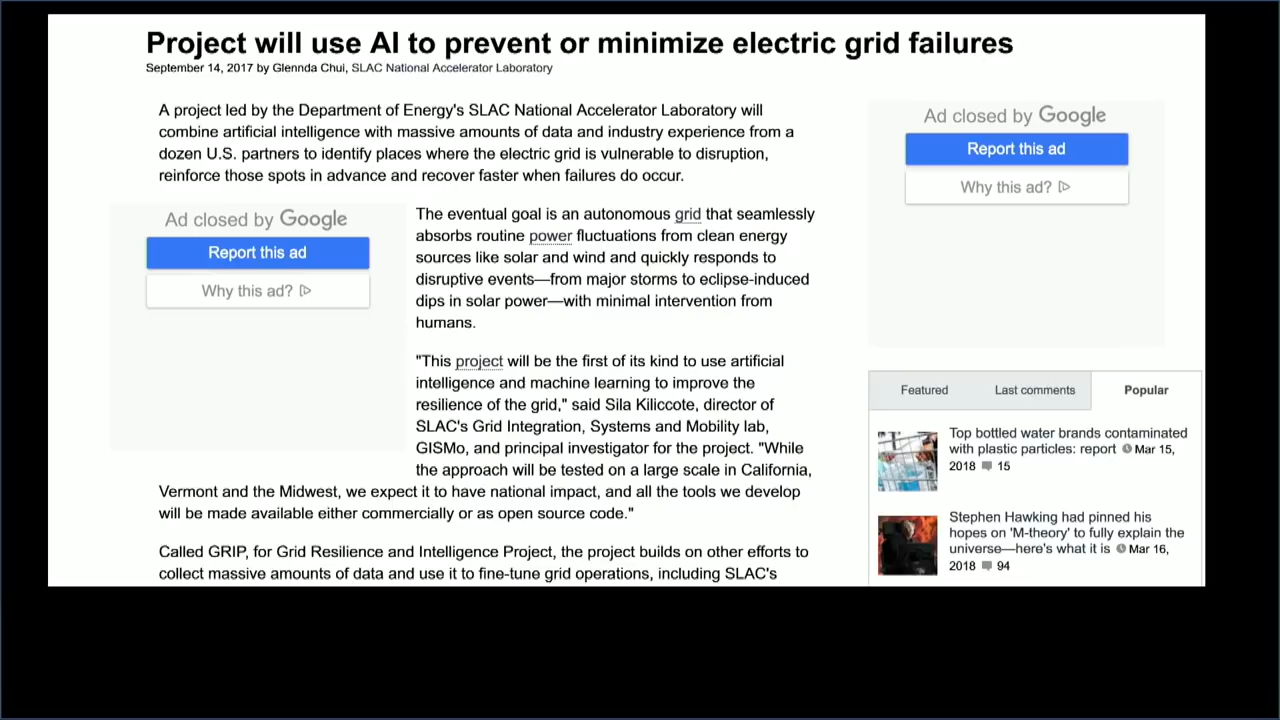 Project will use AI to prevent or minimize electric grid failures
September 14, 2017 by Glennda Chui, SLAC National Accelerator Laboratory
A project led by the Department of Energy's SLAC National Accelerator Laboratory will
combine artificial intelligence with massive amounts of data and industry experience from a
dozen U.S. partners to identify places where the electric grid is vulnerable to disruption,
reinforce those spots in advance and recover faster when failures do occur.
Ad closed by Google
Report this ad
Why this ad?
The eventual goal is an autonomous grid that seamlessly
absorbs routine power fluctuations from clean energy
sources like solar and wind and quickly responds to
disruptive events—from major storms to eclipse-induced
dips in solar power—with minimal intervention from
humans.
"This project will be the first of its kind to use artificial
intelligence and machine learning to improve the
resilience of the grid," said Sila Kiliccote, director of
SLAC's Grid Integration, Systems and Mobility lab,
GISMo, and principal investigator for the project. "While
the approach will be tested on a large scale in California,
Vermont and the Midwest, we expect it to have national impact, and all the tools we develop
will be made available either commercially or as open source code."
Called GRIP, for Grid Resilience and Intelligence Project, the project builds on other efforts to
collect massive amounts of data and use it to fine-tune grid operations, including SLAC's
Ad closed by Google
Report this ad
Why this ad?
Featured Last comments Popular
Top bottled water brands contaminated
with plastic particles: report Mar 15,
2018 15
Stephen Hawking had pinned his
hopes on 'M-theory' to fully explain the
universe—here's what it is Mar 16,
2018 94